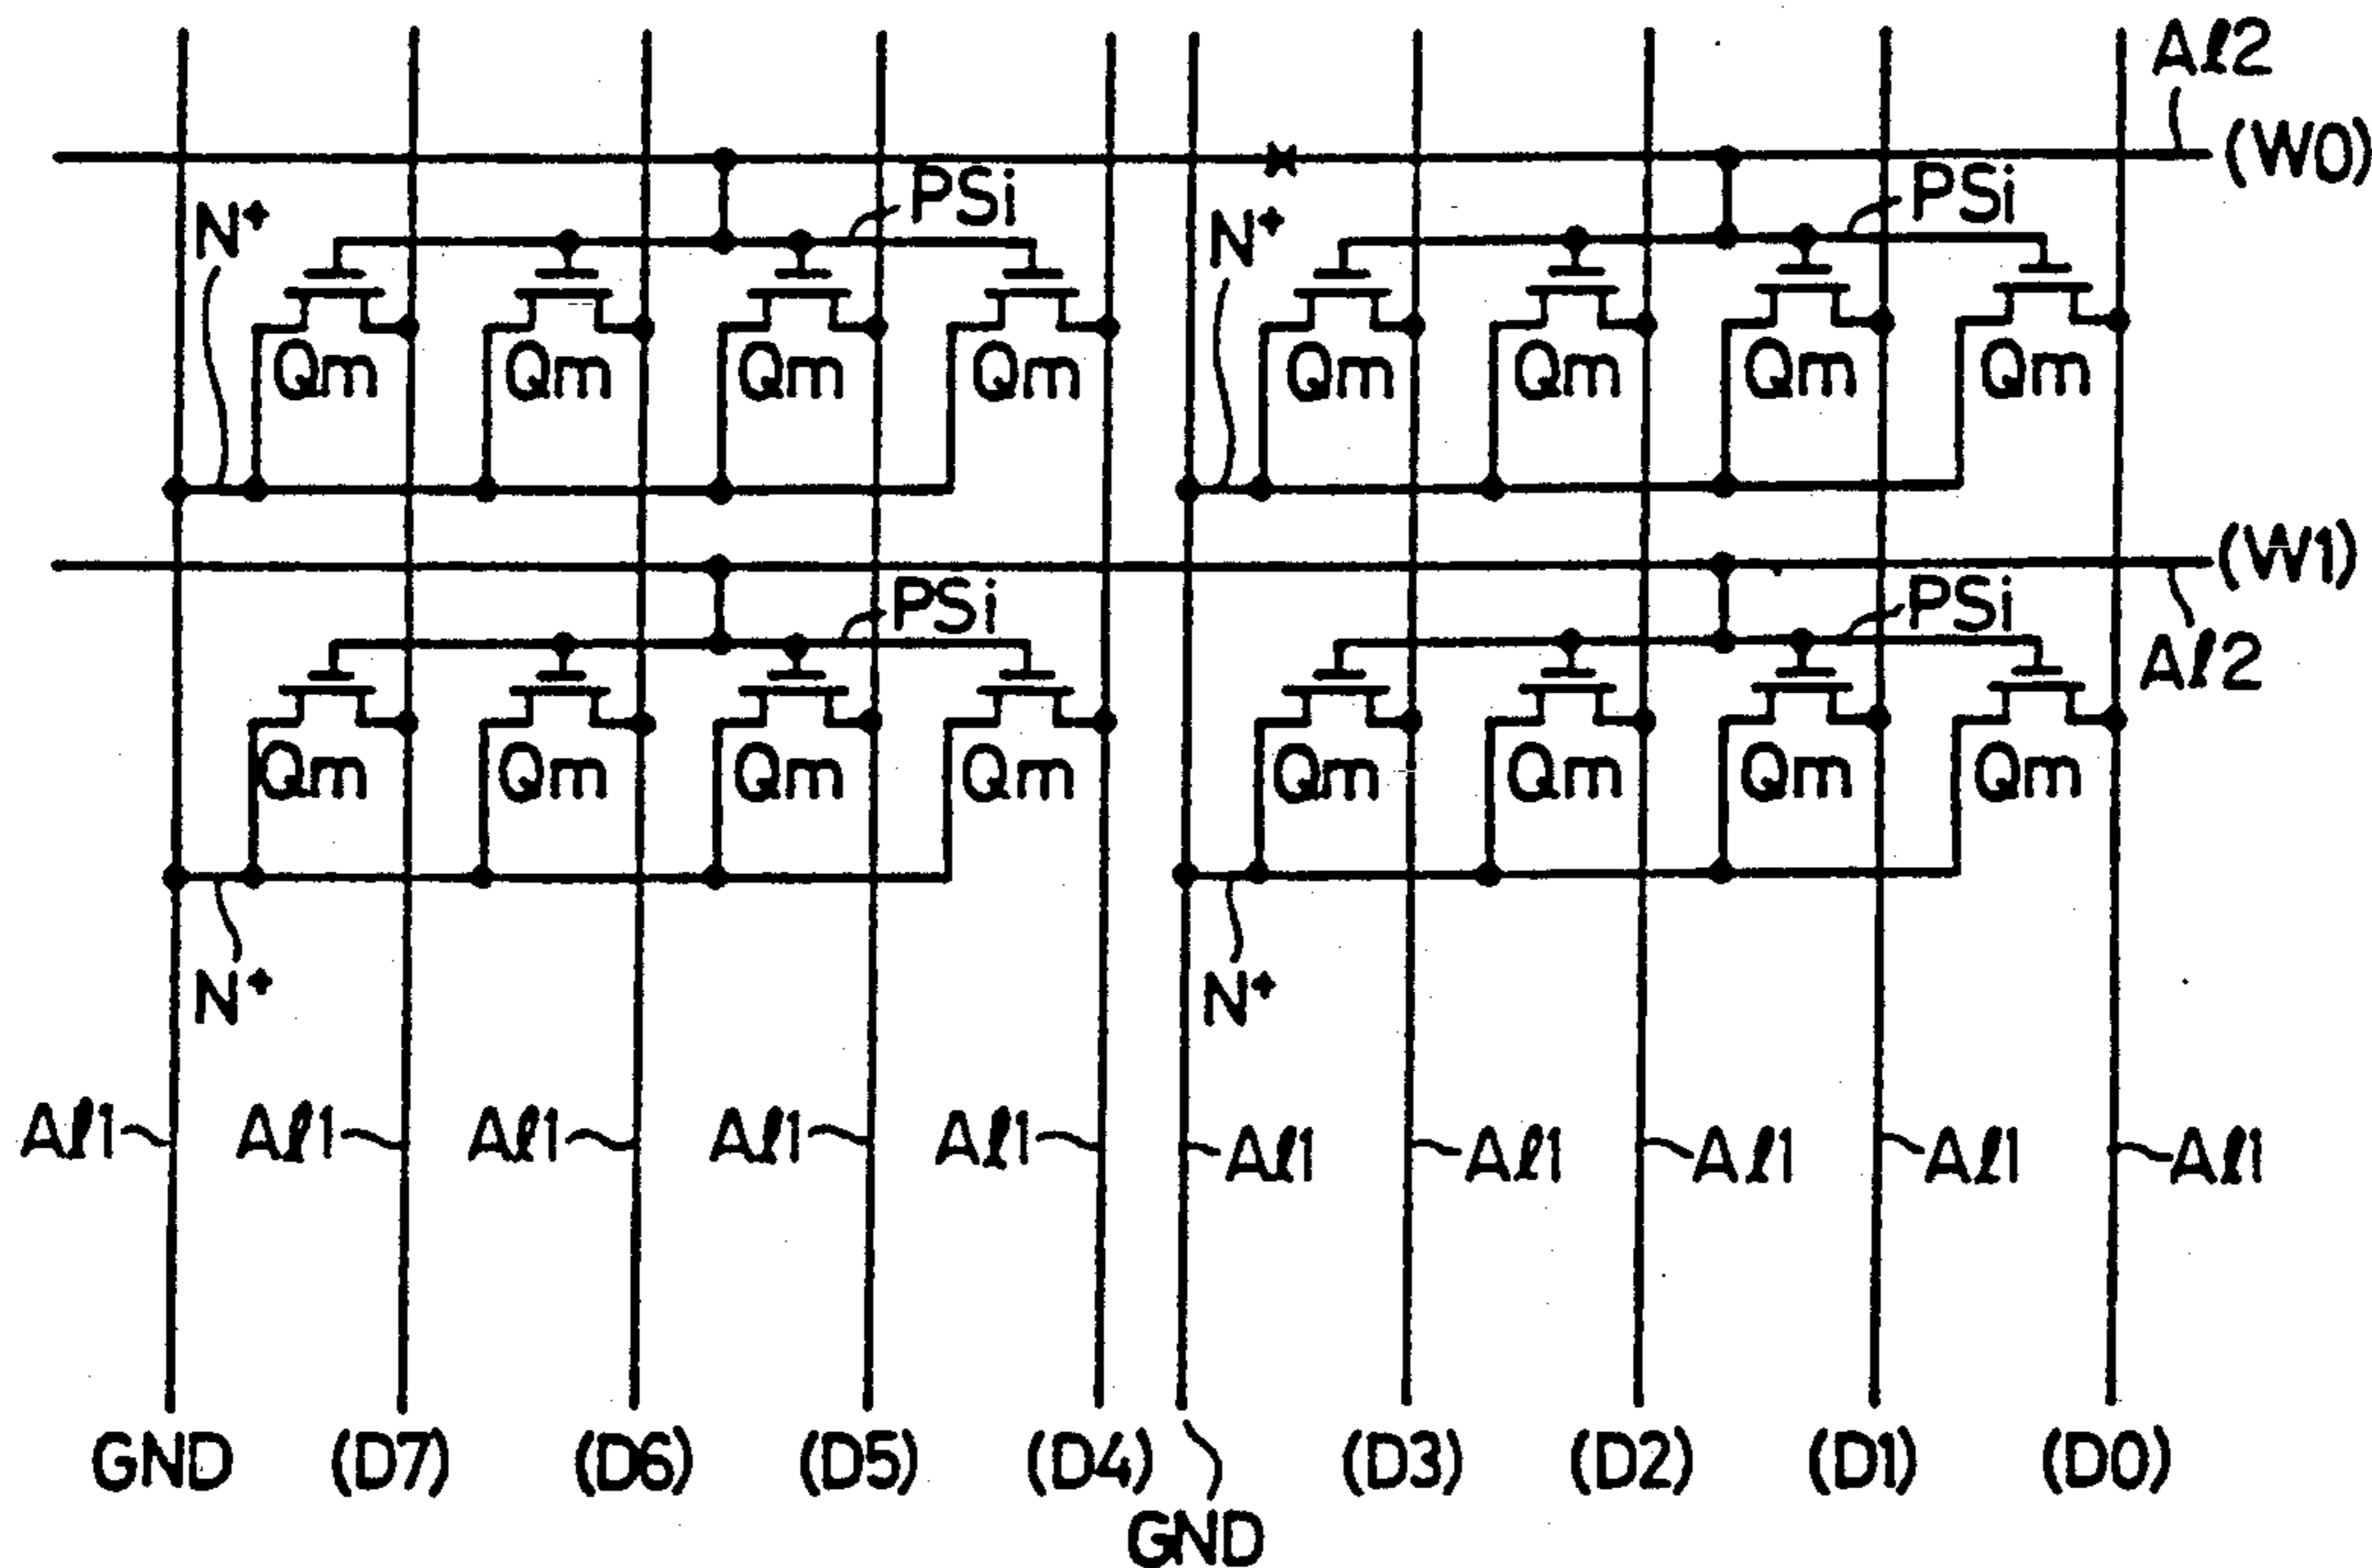 Aℓ2
(W0)
PSi PSi
N+ N+
Qm Qm Qm Qm Qm Qm Qm Qm
(W1)
PSi PSi
Aℓ2
Qm Qm Qm Qm Qm Qm Qm Qm
N+ N+
Aℓ1 Aℓ1 Aℓ1 Aℓ1 Aℓ1 Aℓ1 Aℓ1 Aℓ1 Aℓ1 Aℓ1
GND (D7) (D6) (D5) (D4) (D3) (D2) (D1) (D0)
GND